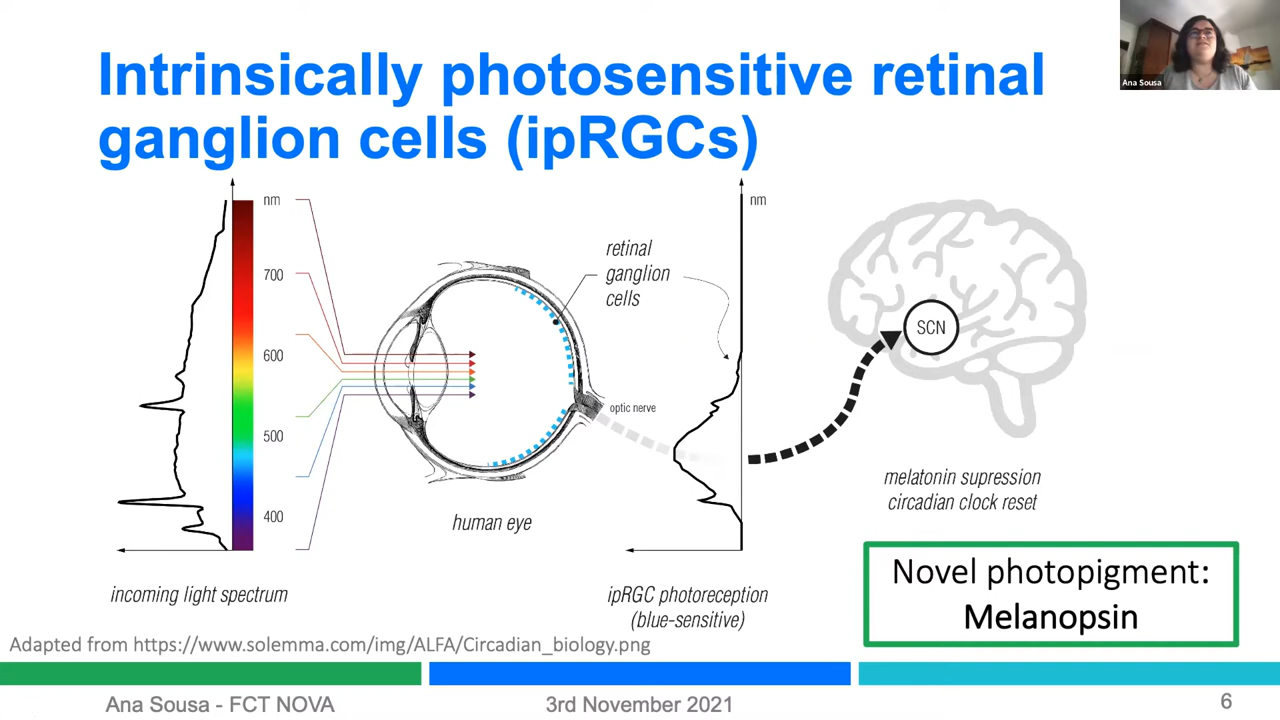 Intrinsically photosensitive retinal
ganglion cells (ipRGCs)
Ana Sousa
nm
700
600
500
400
incoming light spectrum
human eye
retinal
ganglion
cells
optic nerve
nm
ipRGC photoreception
(blue-sensitive)
SCN
melatonin supression
circadian clock reset
Novel photopigment:
Melanopsin
Adapted from https://www.solemma.com/img/ALFA/Circadian_biology.png
Ana Sousa - FCT NOVA
3rd November 2021
6